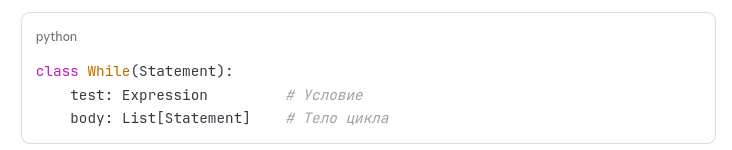 python
class While(Statement):
    test: Expression         # Условие
    body: List[Statement]    # Тело цикла